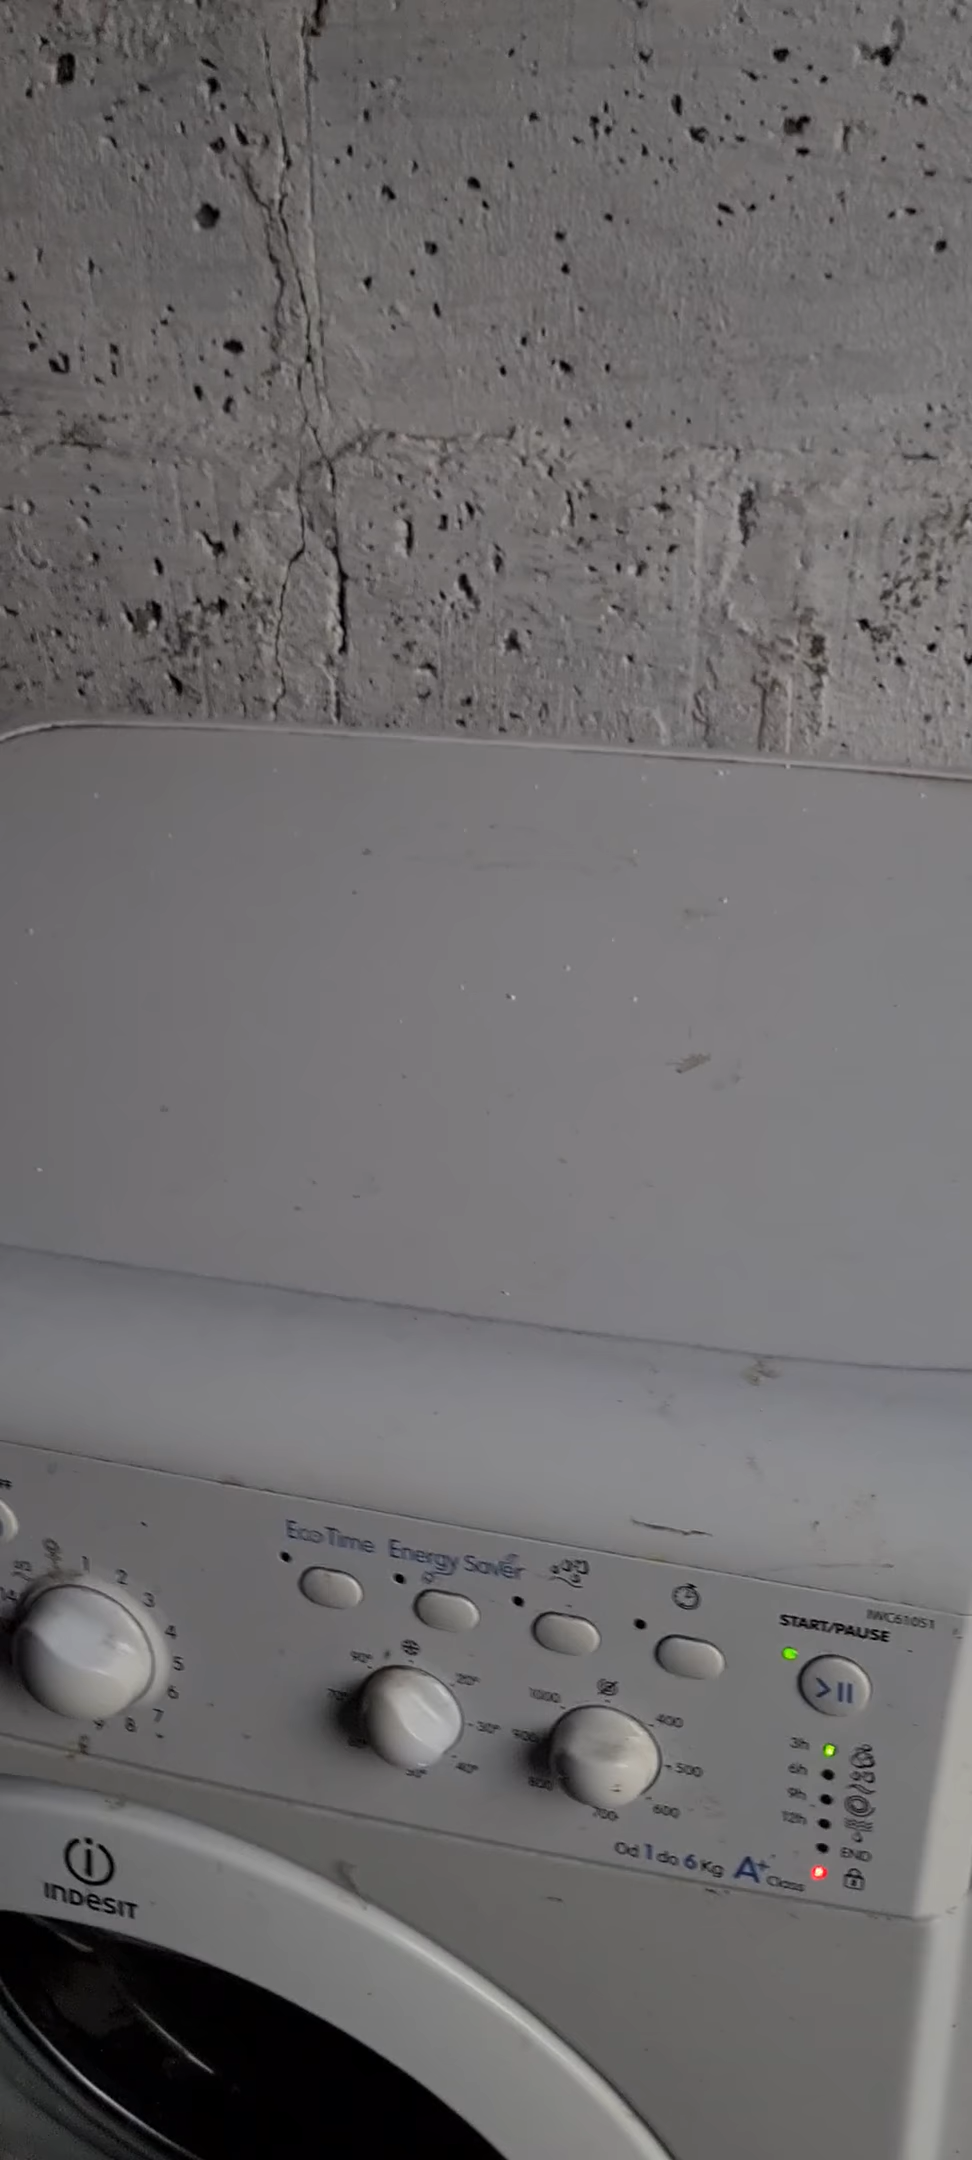 Eco Time Energy Saver
IWC61051
START/PAUSE
14
1
2
3
4
5
6
7
8
9
90°
20°
30°
40°
1000
900
800
700
600
500
400
3h
6h
9h
12h
END
Od 1 do 6 Kg A+ Class
indesit